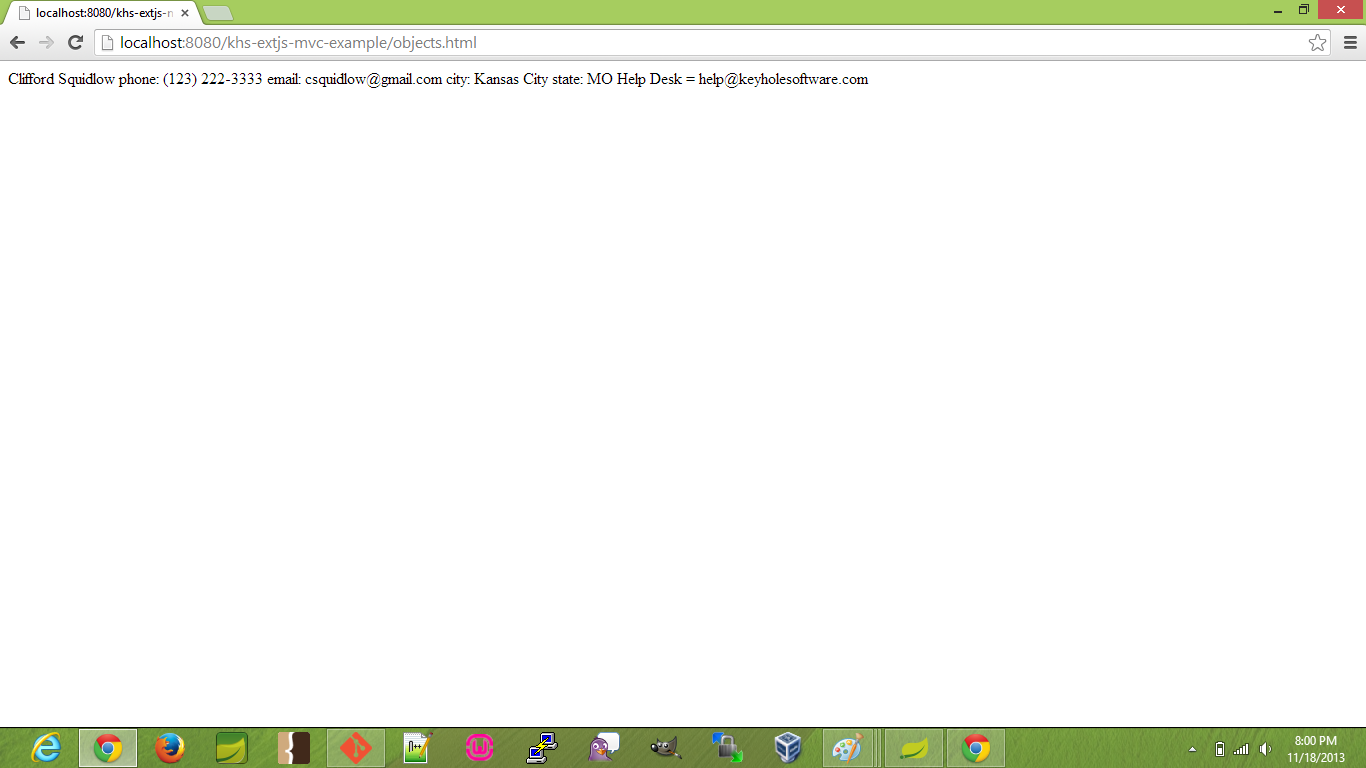 localhost:8080/khs-extjs-n
localhost:8080/khs-extjs-mvc-example/objects.html
Clifford Squidlow phone: (123) 222-3333 email: csquidlow@gmail.com city: Kansas City state: MO Help Desk = help@keyholesoftware.com
n++
8:00 PM
11/18/2013